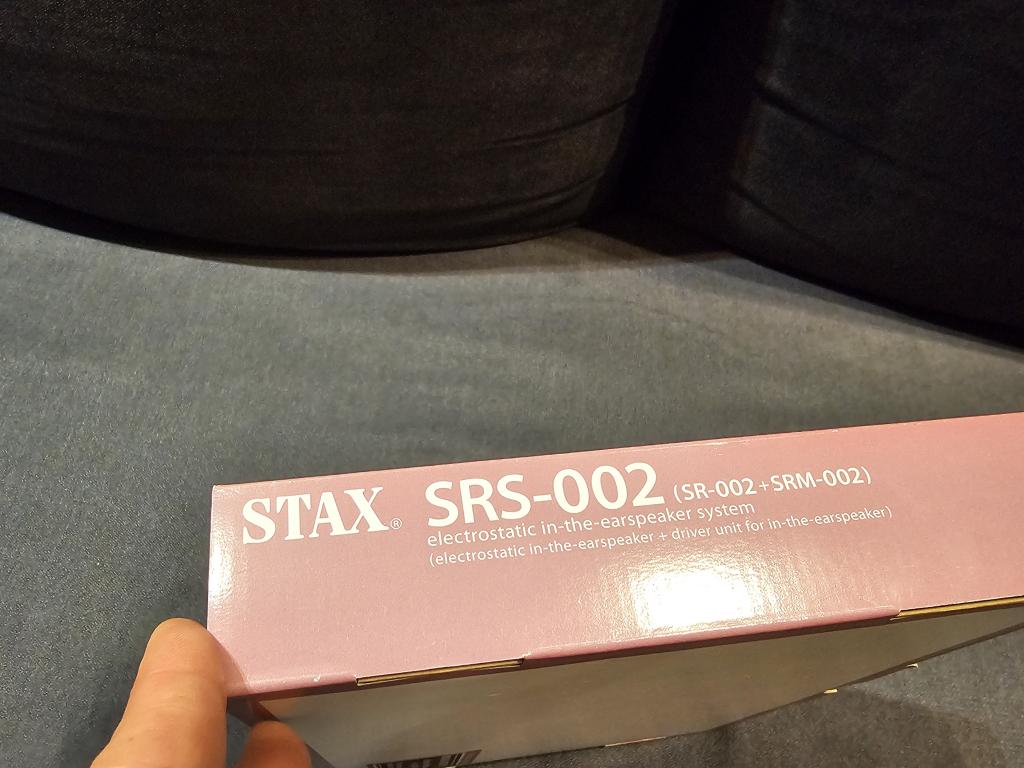 STAX® SRS-002 (SR-002+SRM-002)
electrostatic in-the-earspeaker system
(electrostatic in-the-earspeaker + driver unit for in-the-earspeaker)